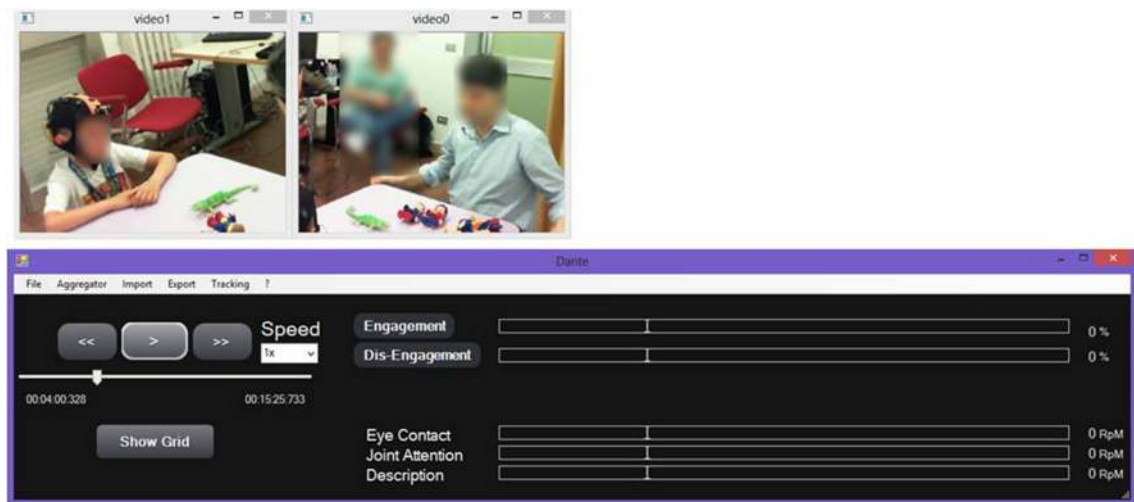 video1
video0
Dante
File Aggregator Import Export Tracking ?
<< > >> Speed
1x
00:04:00:328 00:15:25:733
Show Grid
Engagement 0 %
Dis-Engagement 0 %
Eye Contact 0 RpM
Joint Attention 0 RpM
Description 0 RpM